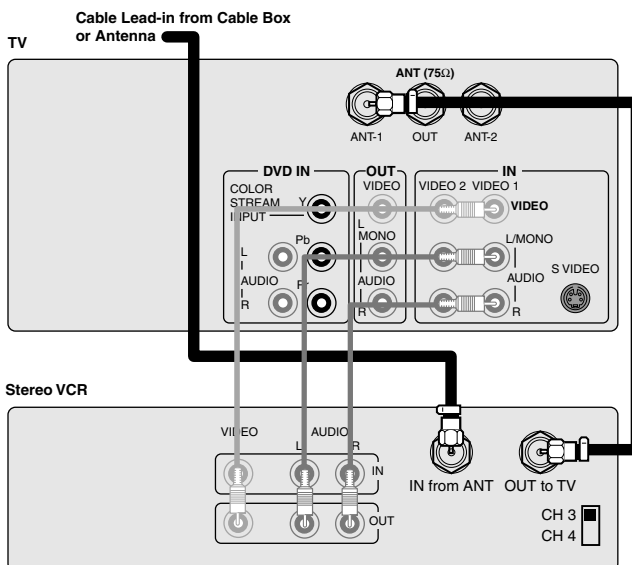 Cable Lead-in from Cable Box
or Antenna
TV
ANT (75Ω)
ANT-1 OUT ANT-2
DVD IN OUT IN
COLOR
STREAM
INPUT
Y
VIDEO
VIDEO 2 VIDEO 1
VIDEO
L
MONO
Pb
L/MONO
L
AUDIO
R
Pr
AUDIO
R
AUDIO
R
S VIDEO
Stereo VCR
VIDEO AUDIO
L R
IN
IN from ANT OUT to TV
OUT
CH 3
CH 4